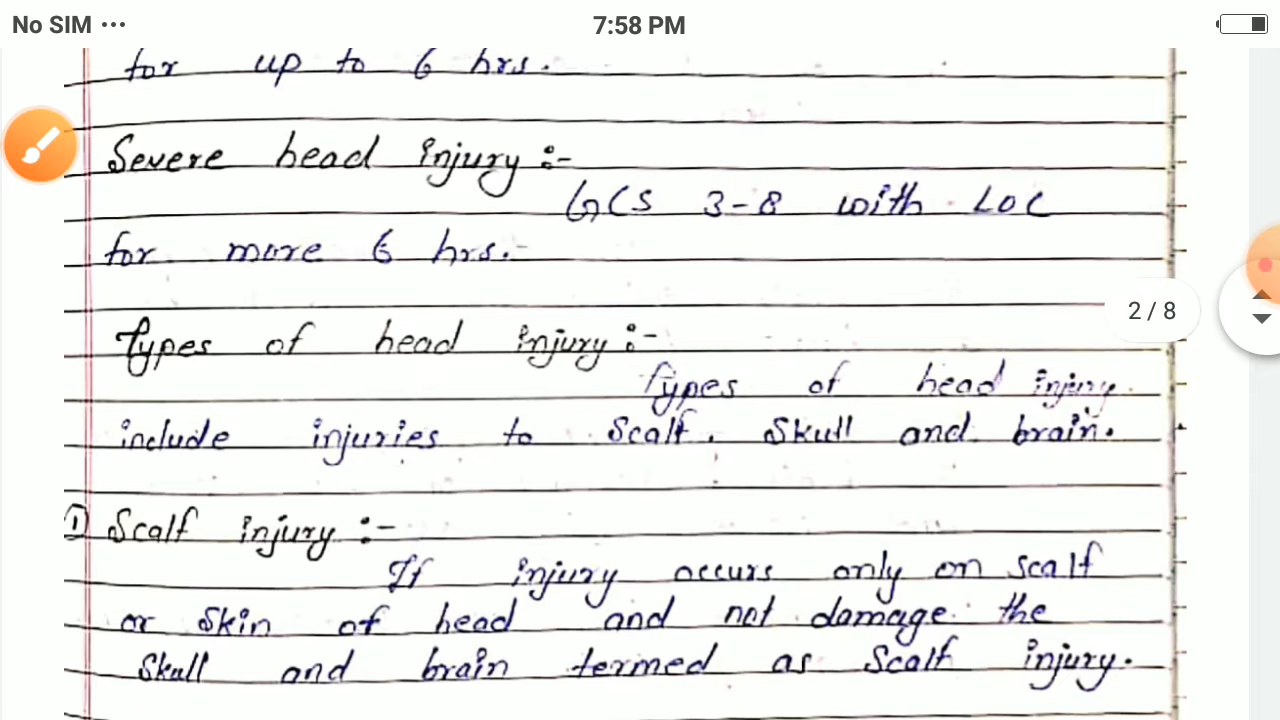 No SIM ...
7:58 PM
for up to 6 hrs.
Severe head injury :-
GCS 3-8 with LOC
for more 6 hrs.-
2 / 8
Types of head injury :-
Types of head injury
include injuries to Scalf, Skull and brain.
① Scalf injury :-
If injury occurs only on scalf
or skin of head and not damage the
Skull and brain termed as Scalf injury.